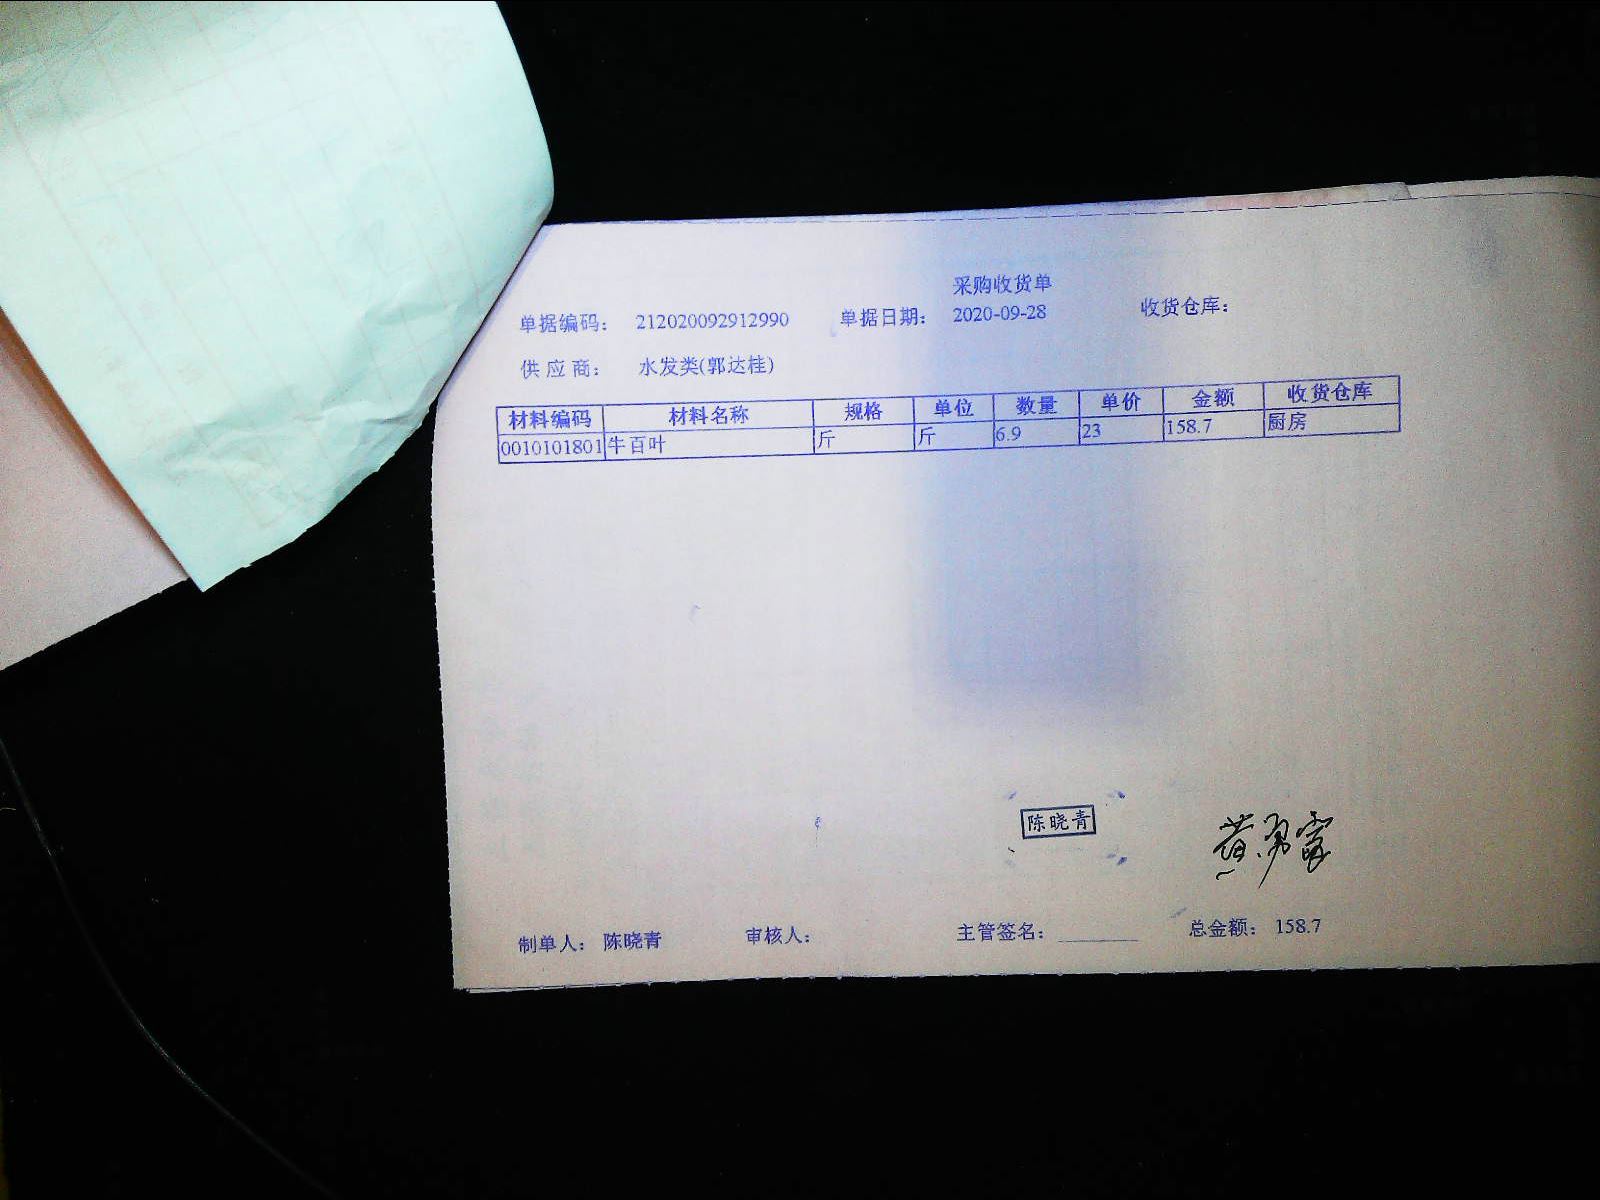 采购收货单
单据编码： 212020092912990 单据日期： 2020-09-28 收货仓库：
供应商： 水发类(郭达桂)
材料编码 材料名称 规格 单位 数量 单价 金额 收货仓库
0010101801 牛百叶 斤 斤 6.9 23 158.7 厨房
陈晓青
制单人： 陈晓青 审核人： 主管签名： 总金额： 158.7